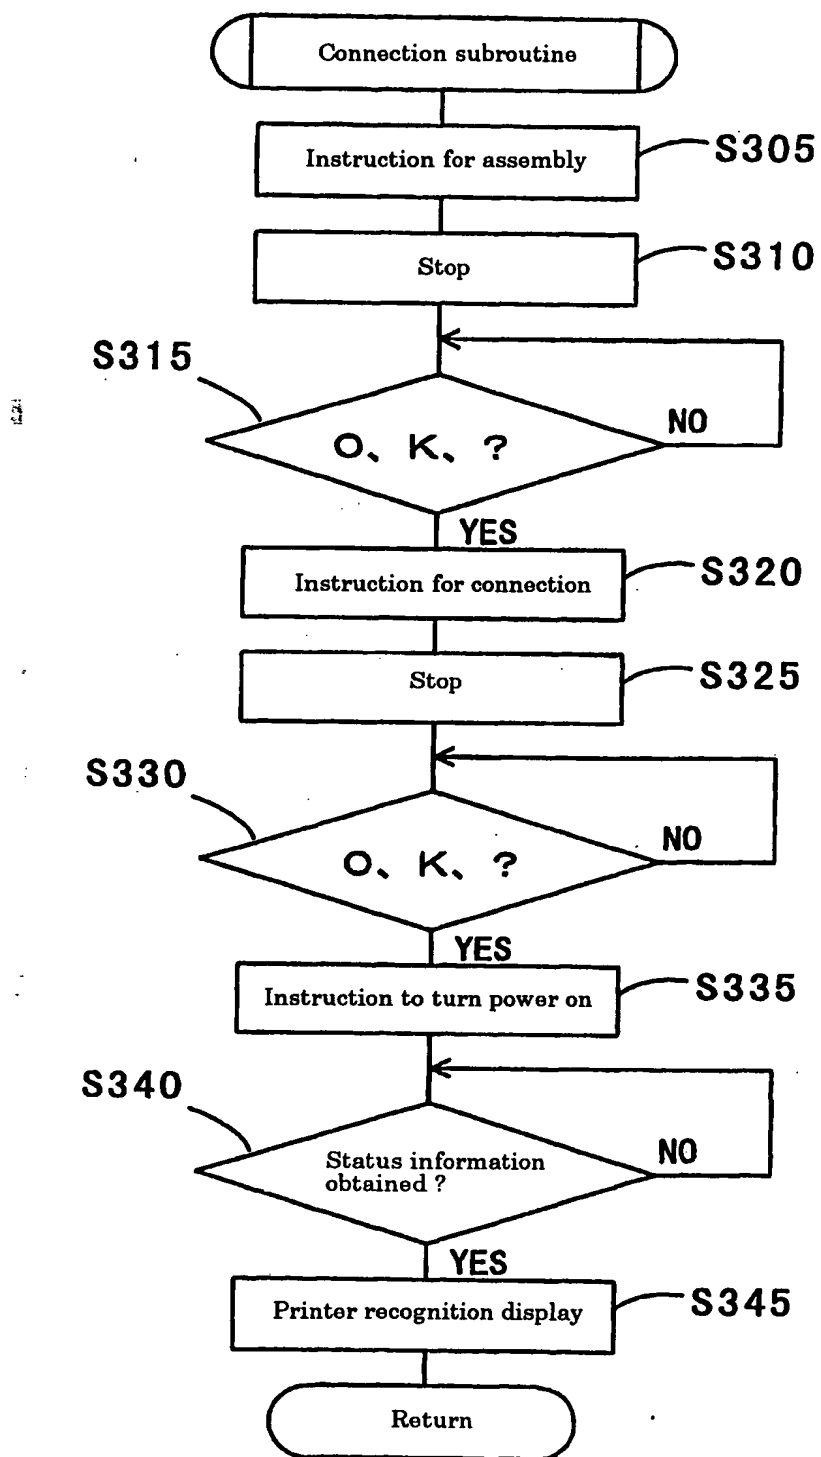 Connection subroutine
Instruction for assembly
S305
Stop
S310
S315
O、K、?
NO
YES
Instruction for connection
S320
Stop
S325
S330
O、K、?
NO
YES
Instruction to turn power on
S335
S340
Status information
obtained ?
NO
YES
Printer recognition display
S345
Return